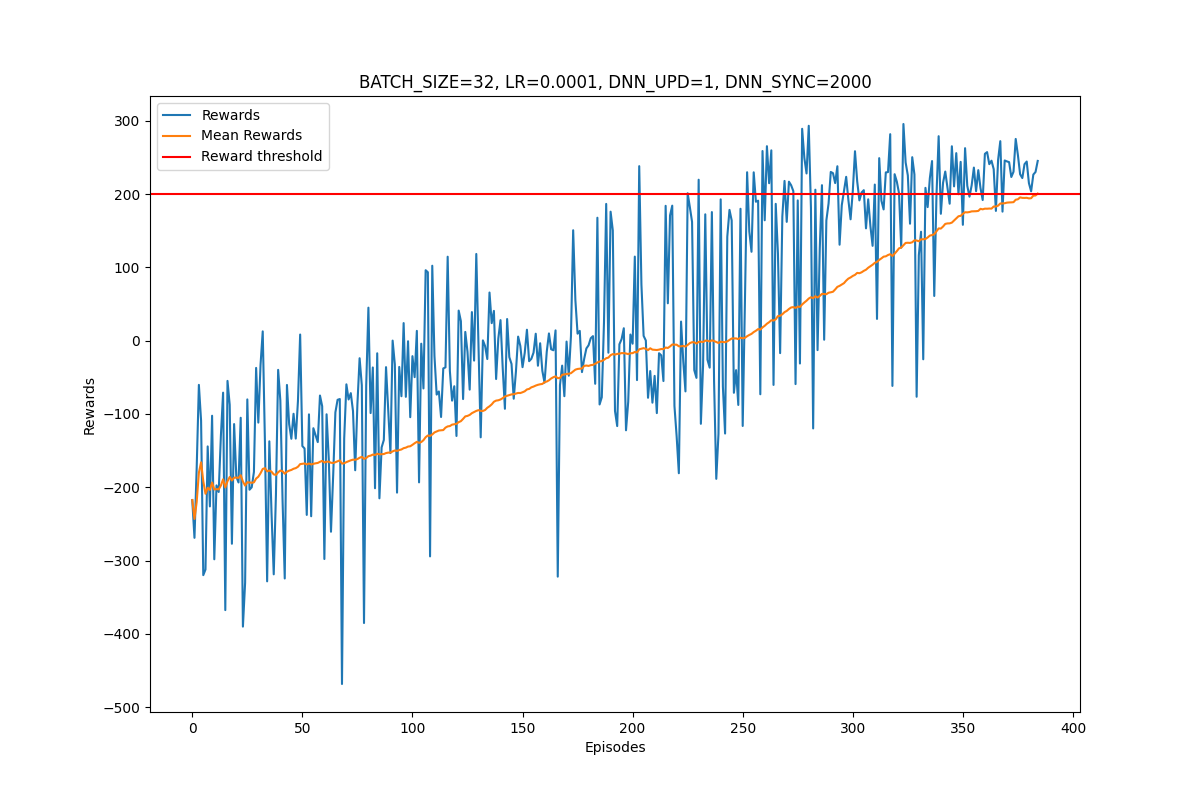 BATCH_SIZE=32, LR=0.0001, DNN_UPD=1, DNN_SYNC=2000
Rewards
Mean Rewards
Reward threshold
300
200
100
0
−100
−200
−300
−400
−500
Rewards
0 50 100 150 200 250 300 350 400
Episodes